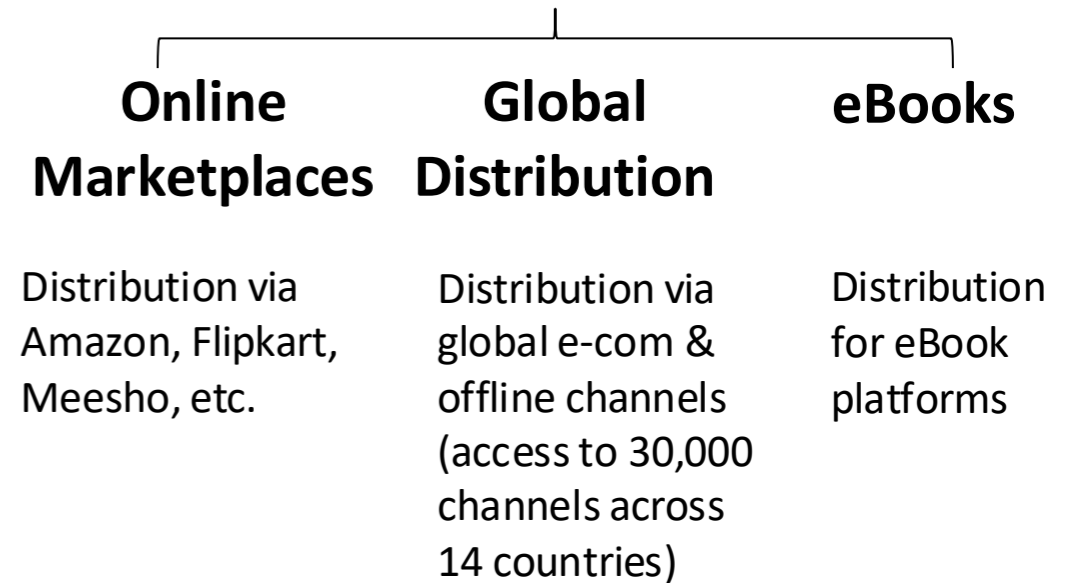 Online
Marketplaces
Distribution via
Amazon, Flipkart,
Meesho, etc.
Global
Distribution
Distribution via
global e-com &
offline channels
(access to 30,000
channels across
14 countries)
eBooks
Distribution
for eBook
platforms